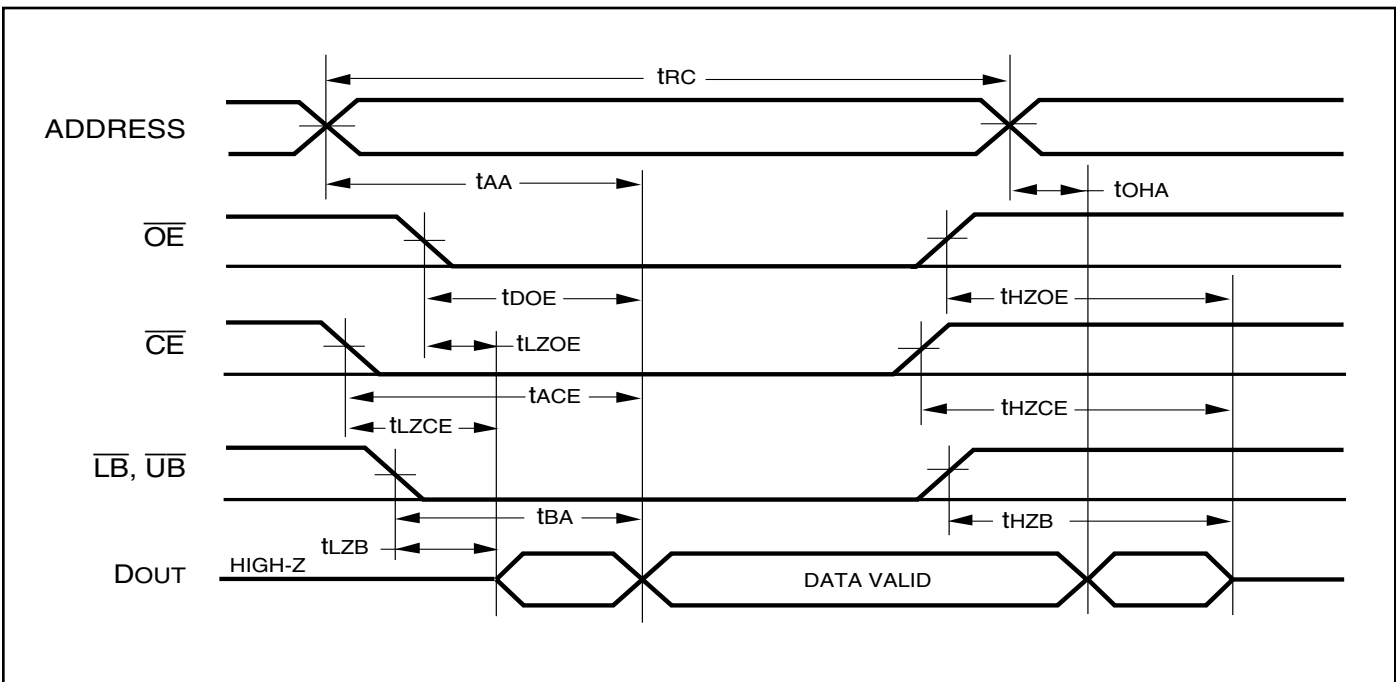 tRC
ADDRESS
tAA
tOHA
OE
tDOE
tHZOE
CE
tLZOE
tACE
tHZCE
tLZCE
LB, UB
tBA
tHZB
tLZB
DOUT
HIGH-Z
DATA VALID